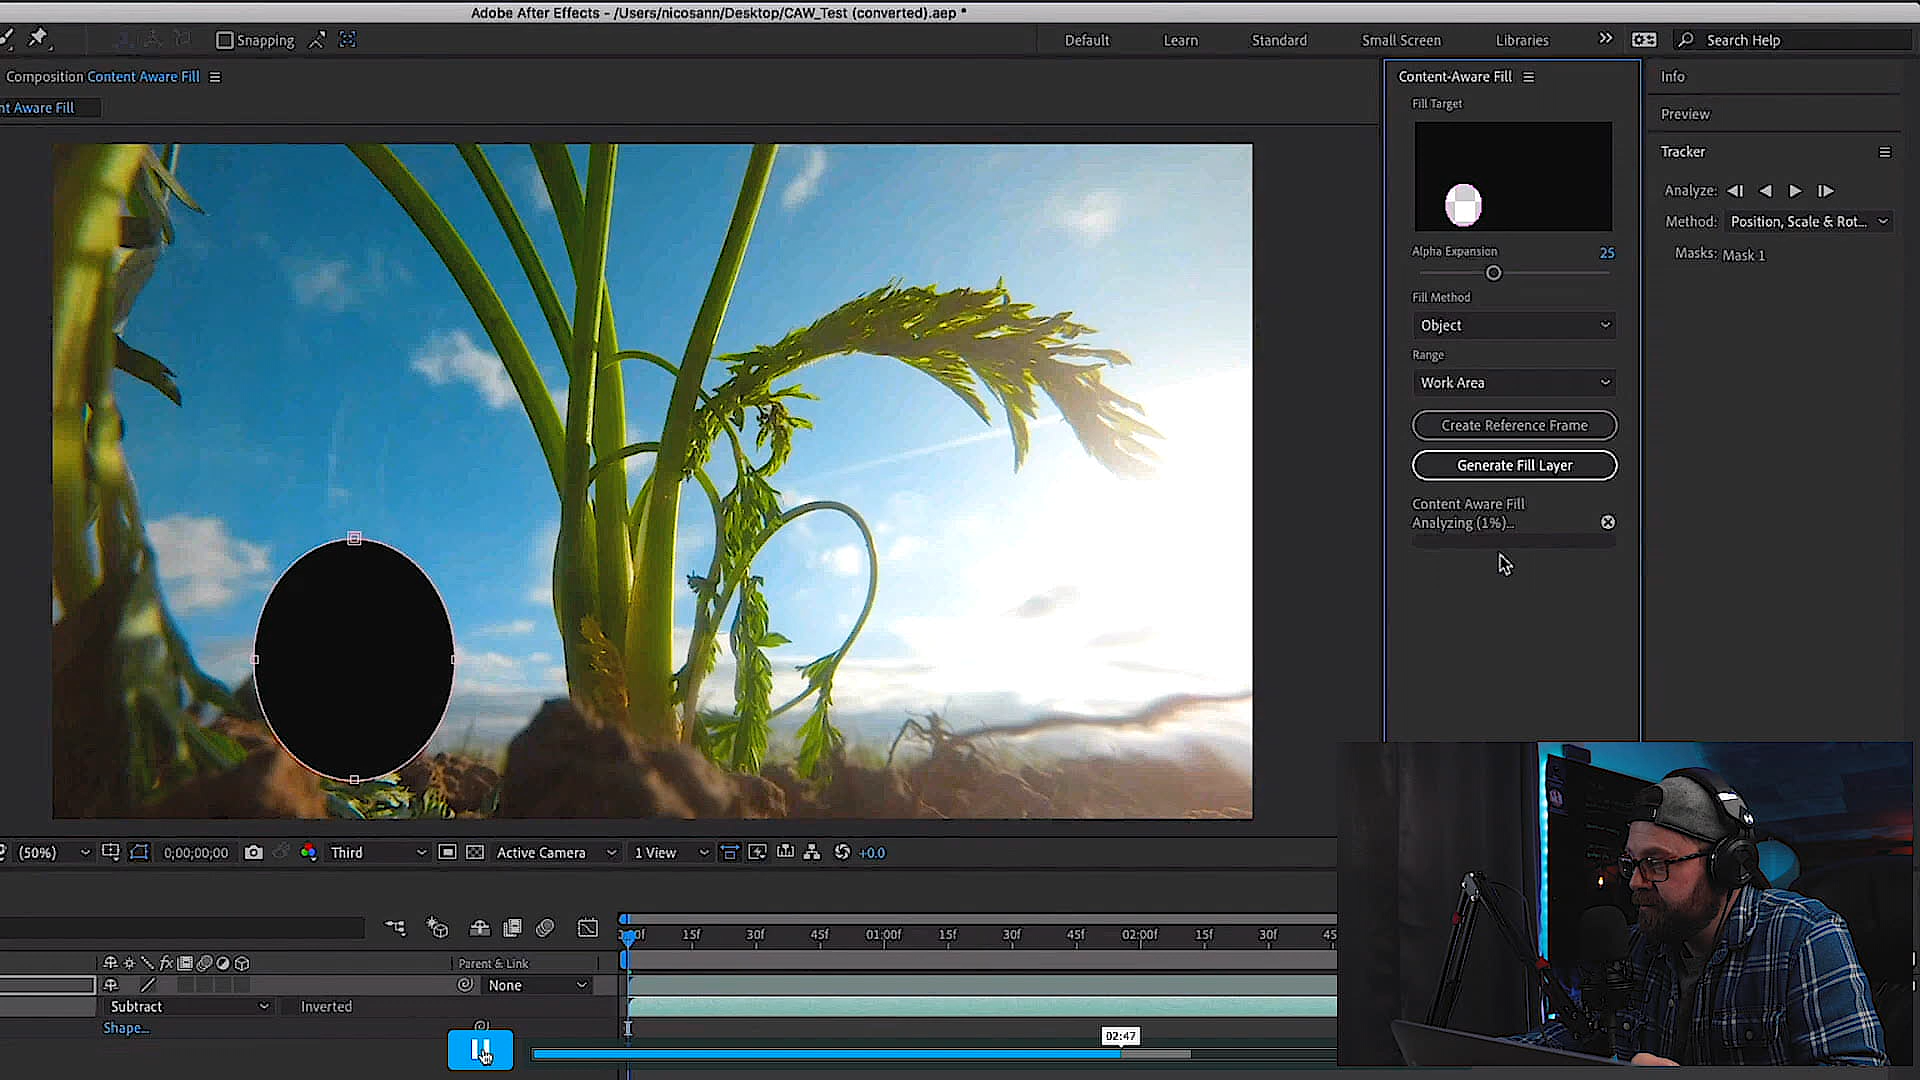 Adobe After Effects - /Users/nicosann/Desktop/CAW_Test (converted).aep *
Snapping
Default
Learn
Standard
Small Screen
Libraries
Search Help
Composition Content Aware Fill
nt Aware Fill
Content-Aware Fill
Fill Target
Alpha Expansion
25
Fill Method
Object
Range
Work Area
Create Reference Frame
Generate Fill Layer
Content Aware Fill
Analyzing (1%)...
Info
Preview
Tracker
Analyze:
Method: Position, Scale & Rot...
Masks: Mask 1
(50%)
0;00;00;00
Third
Active Camera
1 View
+0.0
15f
30f
45f
01:00f
15f
30f
45f
02:00f
15f
30f
45
fx
Parent & Link
None
Subtract
Inverted
Shape...
02:47